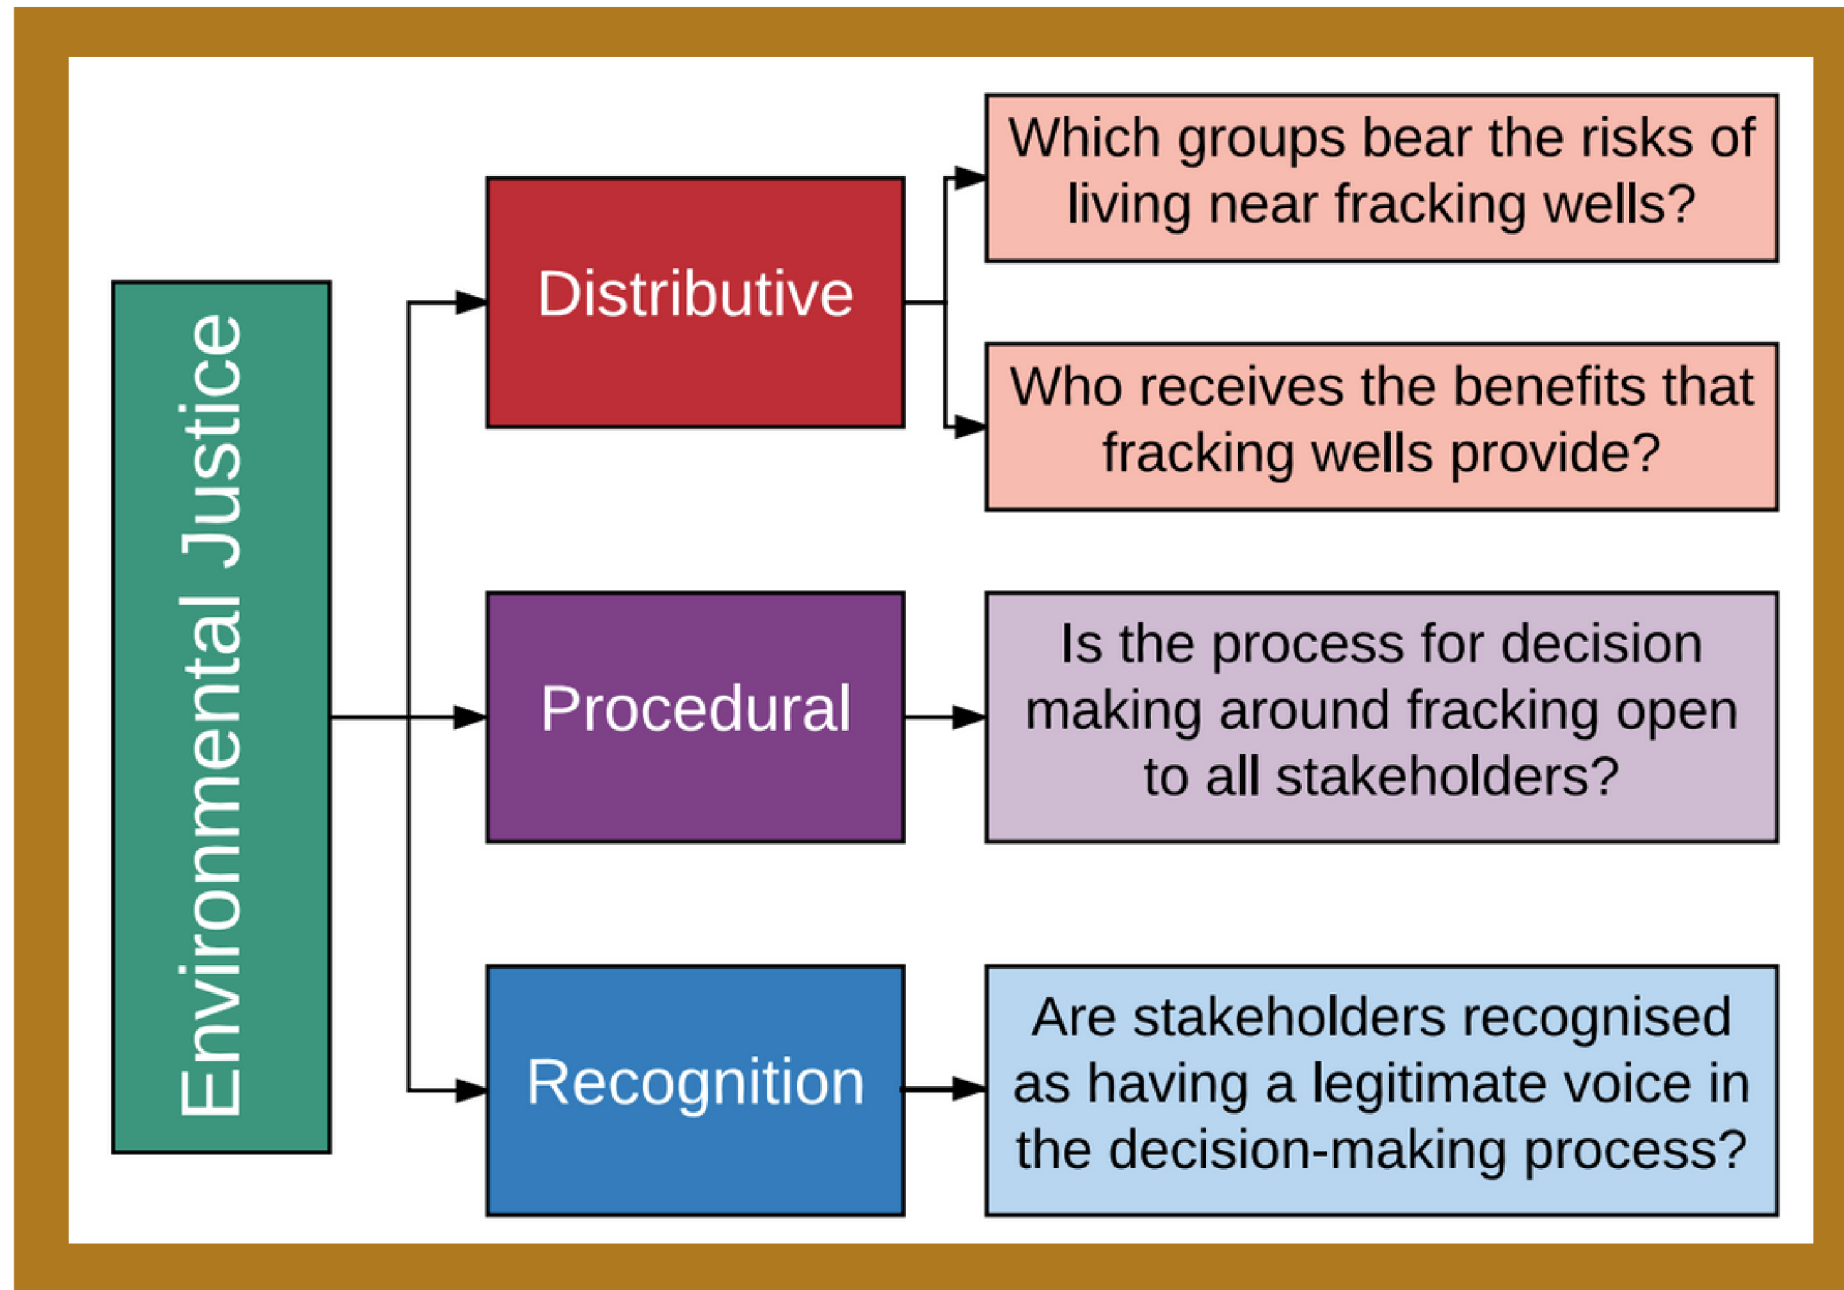 Environmental Justice
Distributive
Which groups bear the risks of
living near fracking wells?
Who receives the benefits that
fracking wells provide?
Procedural
Is the process for decision
making around fracking open
to all stakeholders?
Recognition
Are stakeholders recognised
as having a legitimate voice in
the decision-making process?